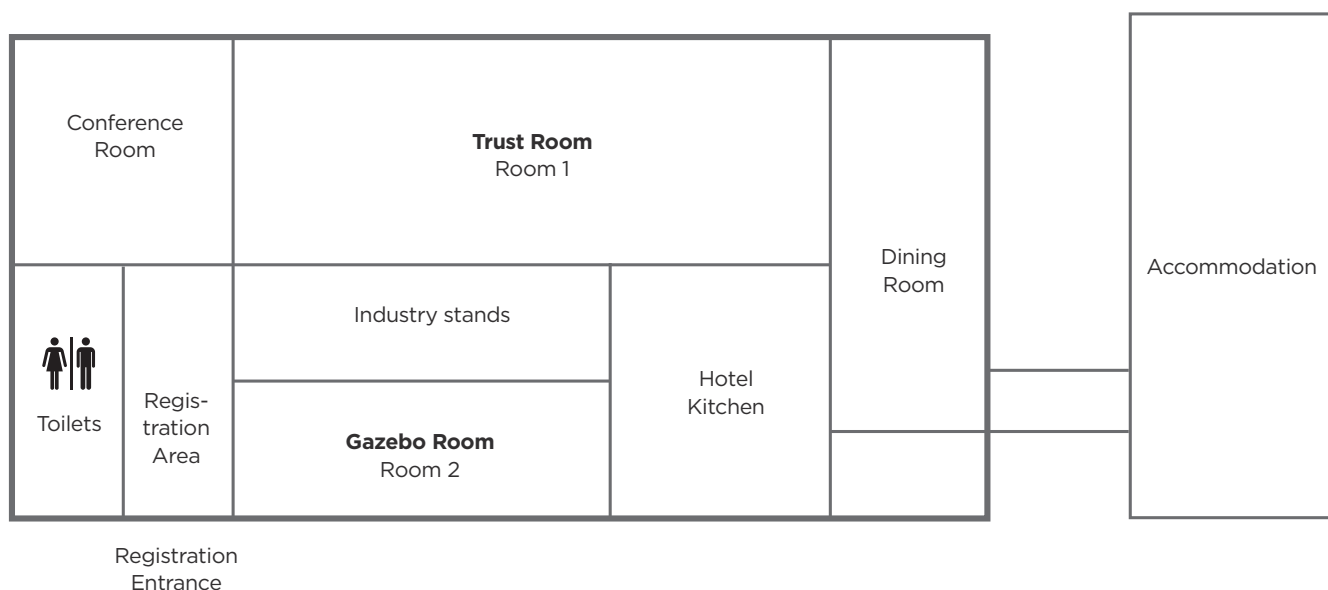 Conference
Room
Trust Room
Room 1
Dining
Room
Accommodation
Industry stands
Toilets
Regis-
tration
Area
Gazebo Room
Room 2
Hotel
Kitchen
Registration
Entrance